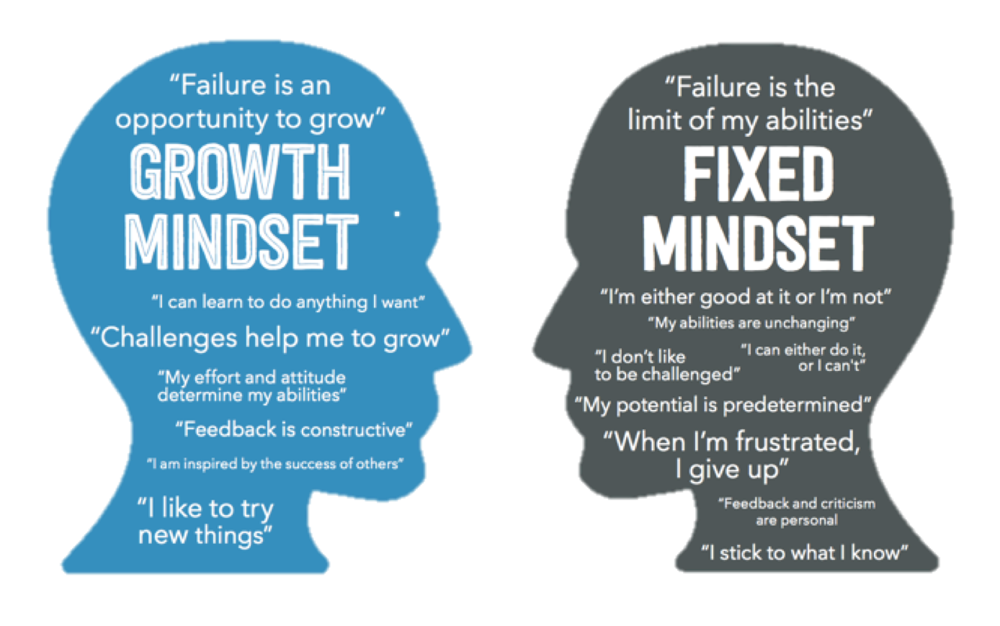 “Failure is an
opportunity to grow”
GROWTH
MINDSET
“I can learn to do anything I want”
“Challenges help me to grow”
“My effort and attitude
determine my abilities”
“Feedback is constructive”
“I am inspired by the success of others”
“I like to try
new things”
“Failure is the
limit of my abilities”
FIXED
MINDSET
“I’m either good at it or I’m not”
“My abilities are unchanging”
“I don’t like
to be challenged”
“I can either do it,
or I can't”
“My potential is predetermined”
“When I’m frustrated,
I give up”
“Feedback and criticism
are personal
“I stick to what I know”